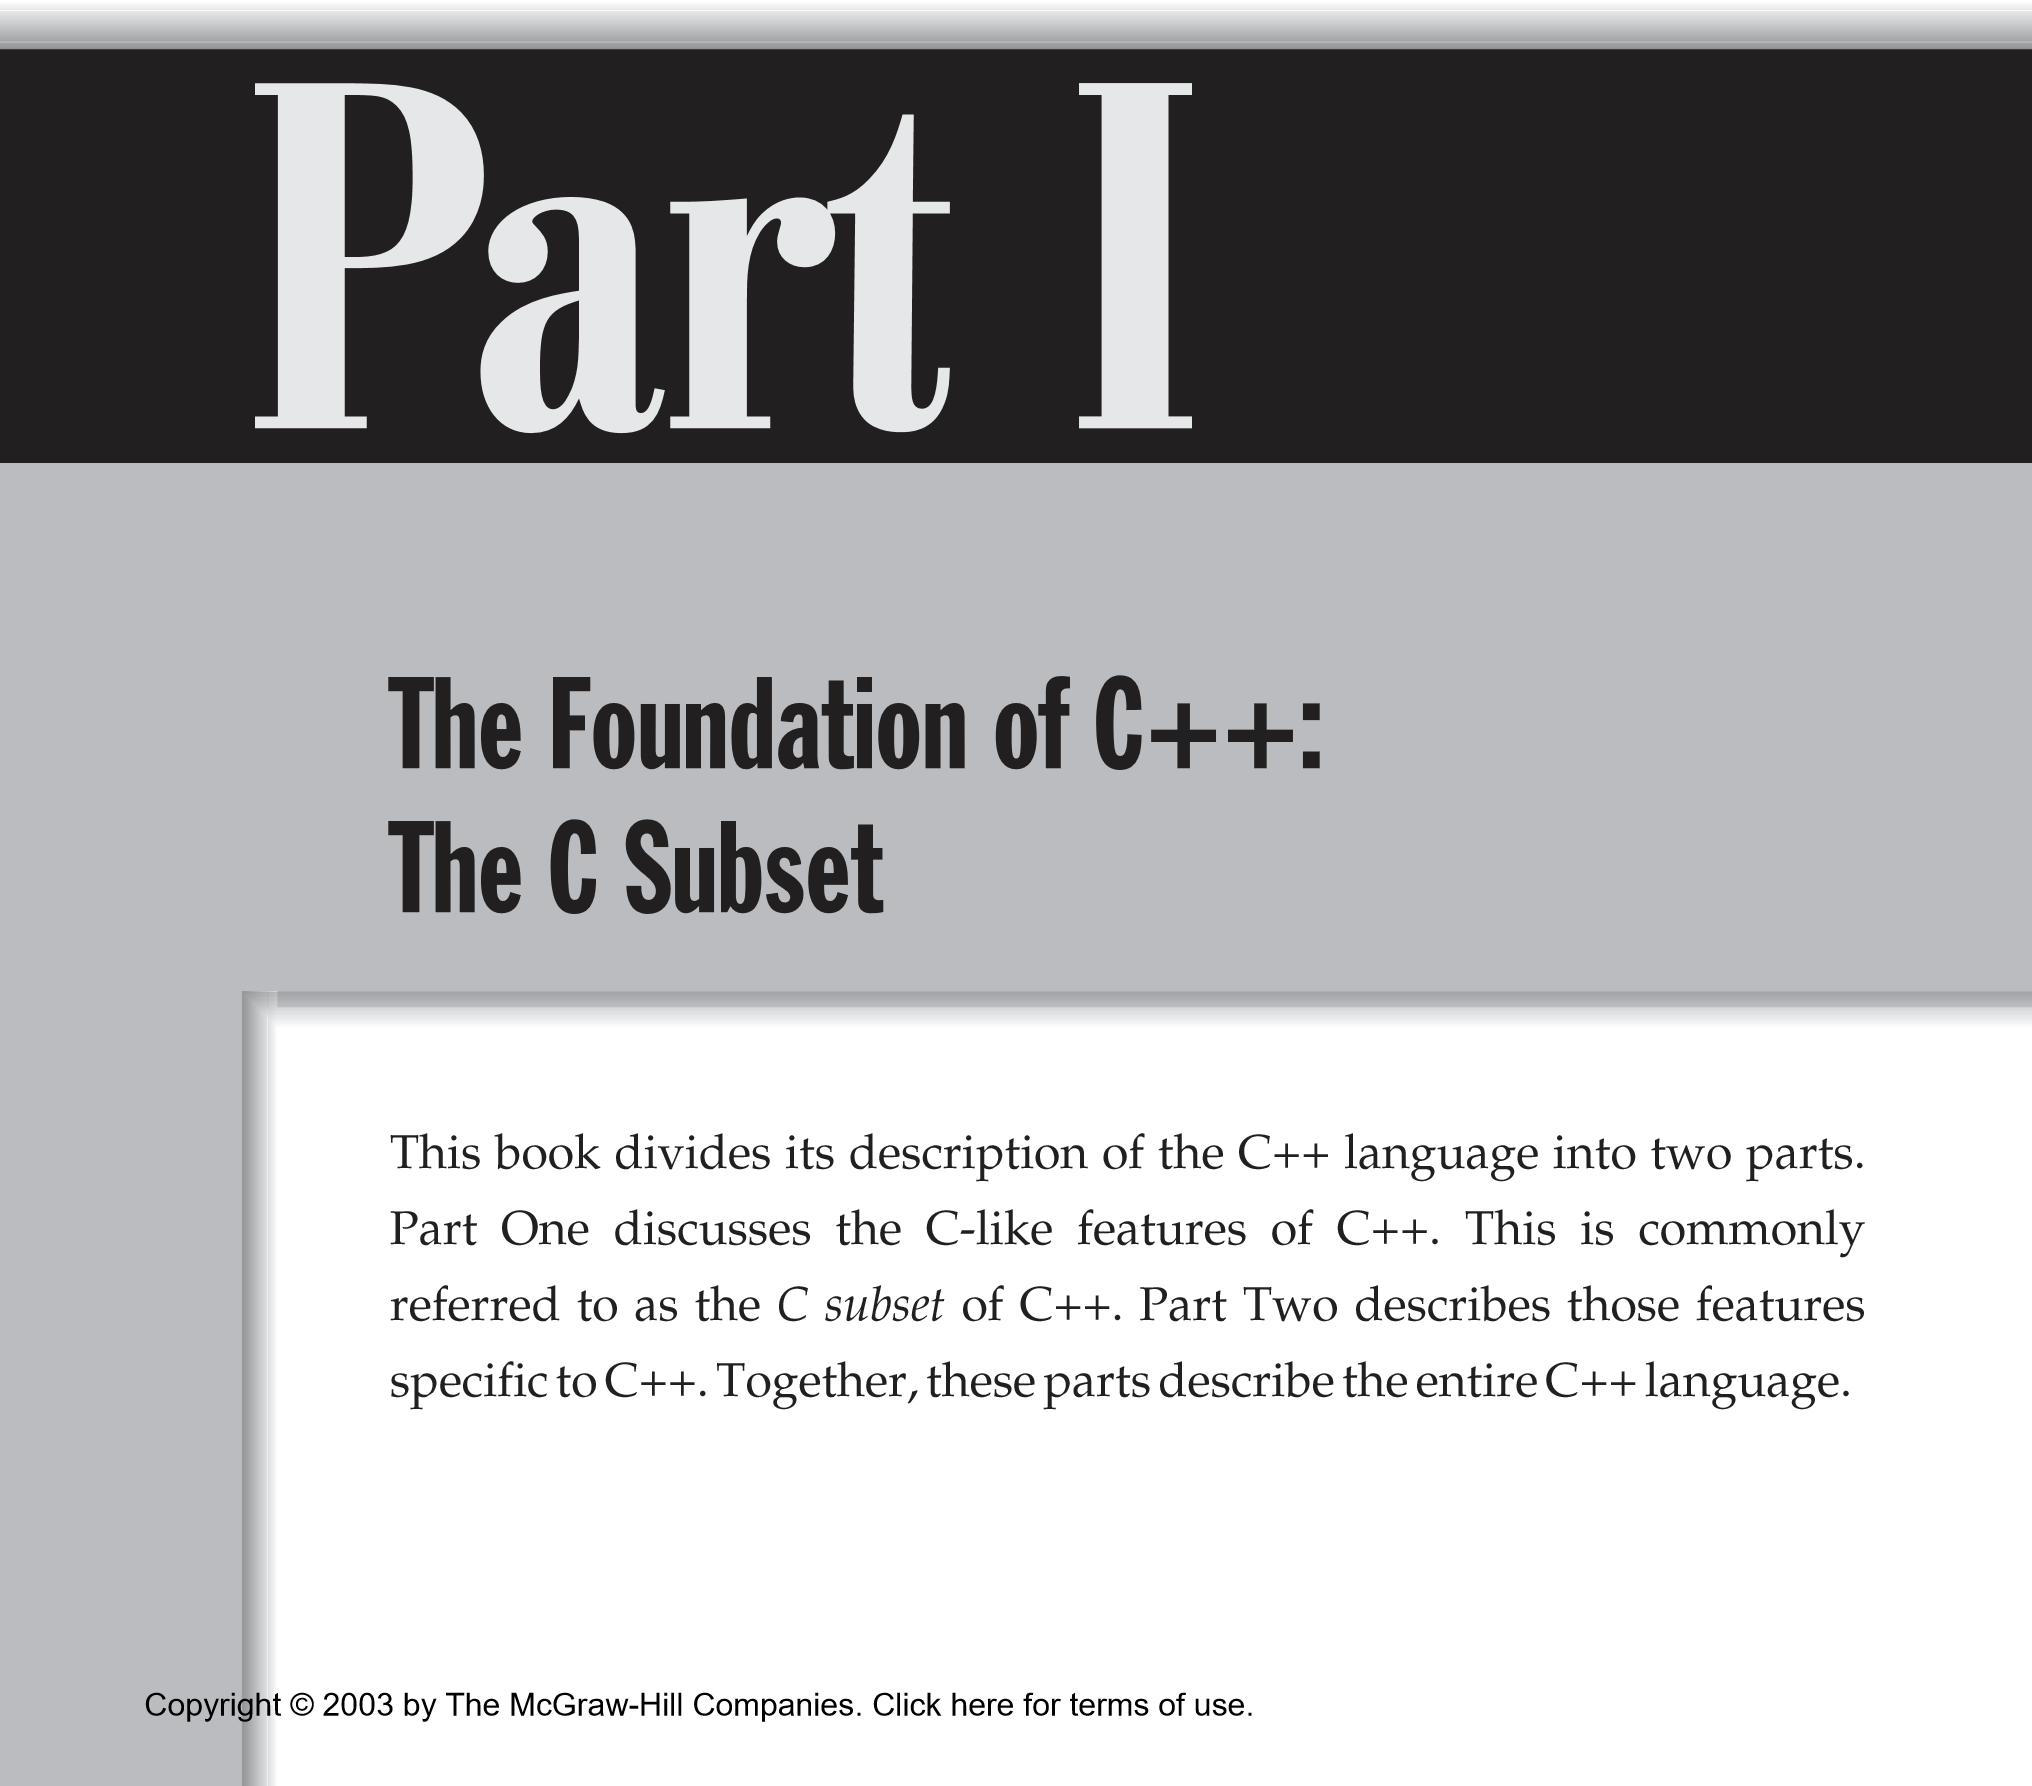 Part I
The Foundation of C++:
The C Subset
This book divides its description of the C++ language into two parts.
Part One discusses the C-like features of C++. This is commonly
referred to as the C subset of C++. Part Two describes those features
specific to C++. Together, these parts describe the entire C++ language.
Copyright © 2003 by The McGraw-Hill Companies. Click here for terms of use.